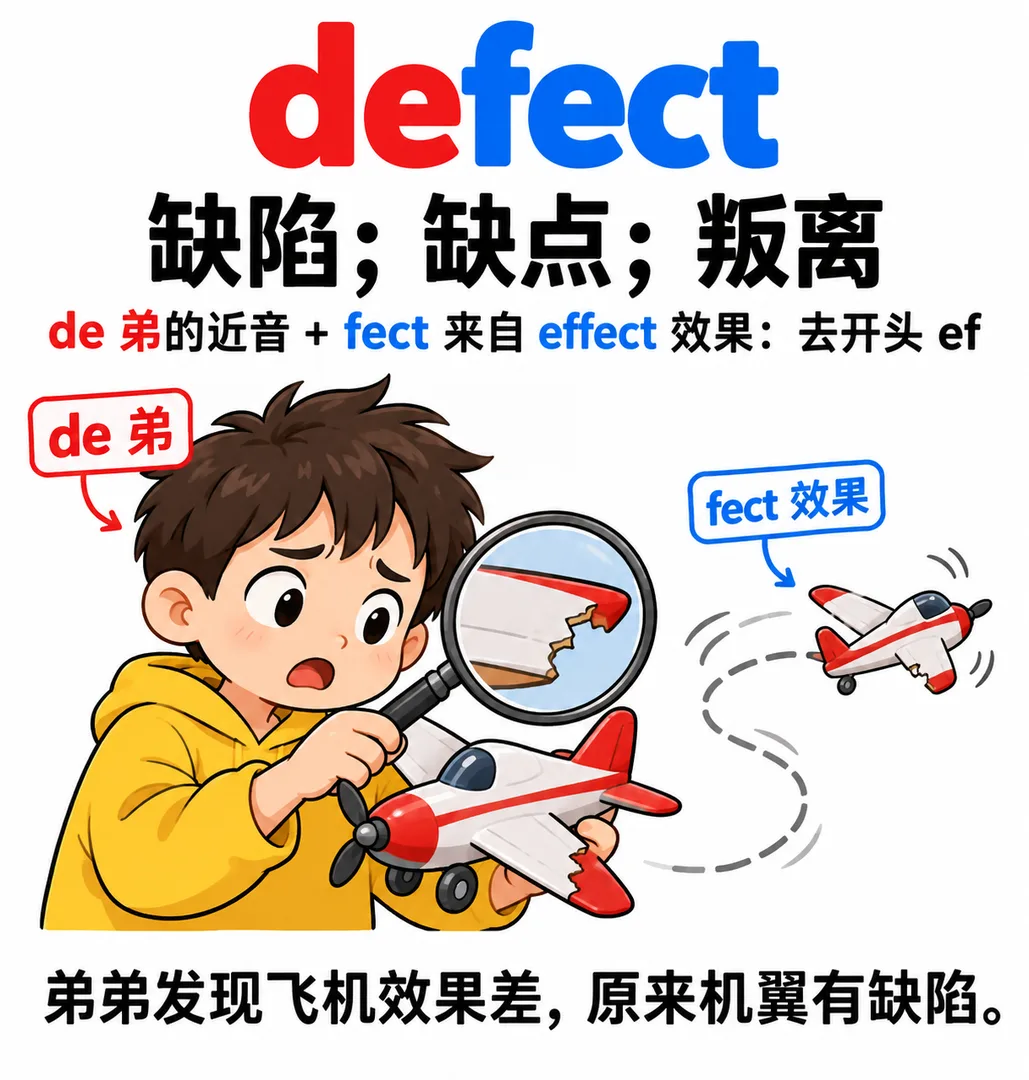 defect
缺陷；缺点；叛离
de 弟的近音 + fect 来自 effect 效果：去开头 ef
de 弟
fect 效果
弟弟发现飞机效果差，原来机翼有缺陷。